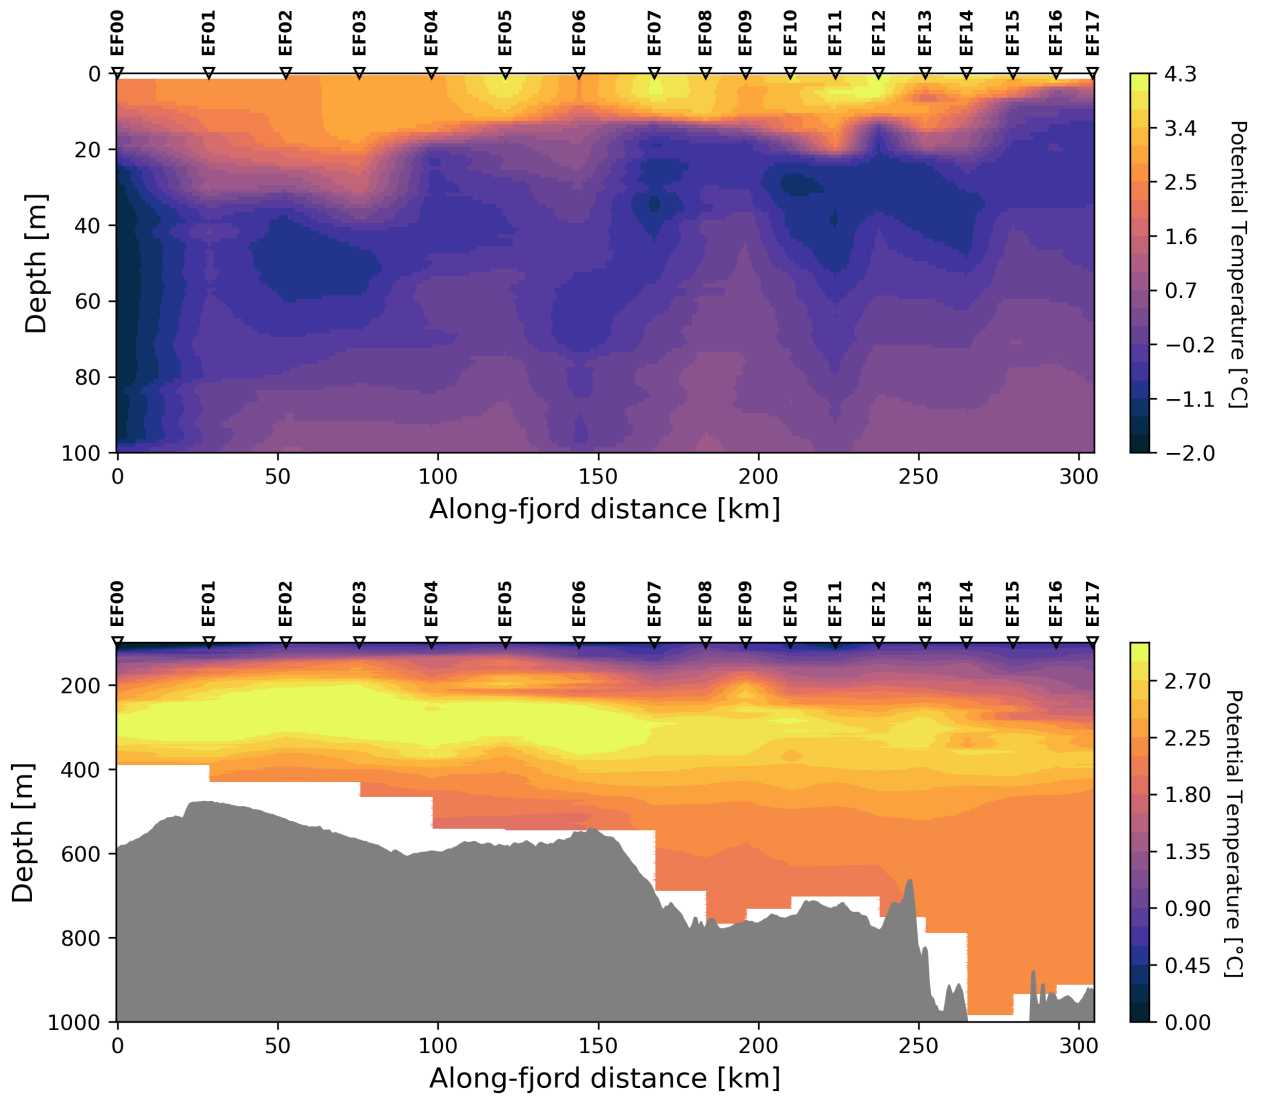 EF00 EF01 EF02 EF03 EF04 EF05 EF06 EF07 EF09 EF10 EF11 EF12 EF13 EF14 EF15 EF16 EF17
0
20
40
60
80
100
Depth [m]
0 50 100 150 200 250 300
Along-fjord distance [km]
4.3
3.4
2.5
1.6
0.7
−0.2
−1.1
−2.0
Potential Temperature [°C]
EF00 EF01 EF02 EF03 EF04 EF05 EF06 EF07 EF08 EF09 EF10 EF11 EF12 EF13 EF14 EF15 EF16 EF17
200
400
600
800
1000
Depth [m]
0 50 100 150 200 250 300
Along-fjord distance [km]
2.70
2.25
1.80
1.35
0.90
0.45
0.00
Potential Temperature [°C]